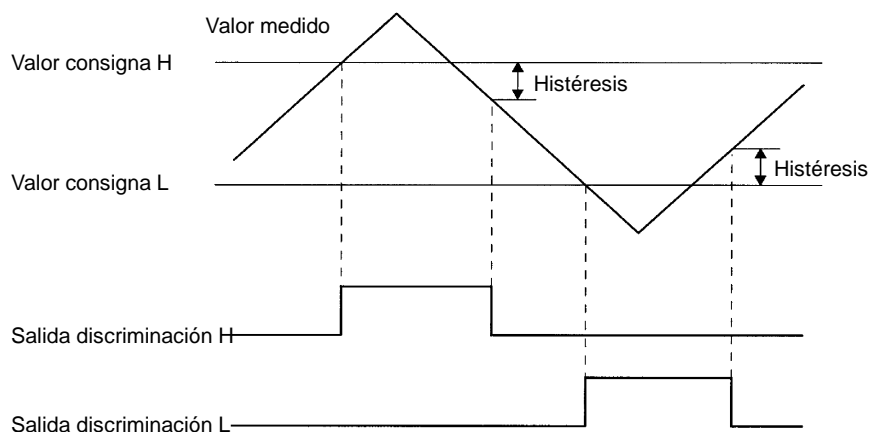 Valor medido
Valor consigna H
Histéresis
Valor consigna L
Histéresis
Salida discriminación H
Salida discriminación L